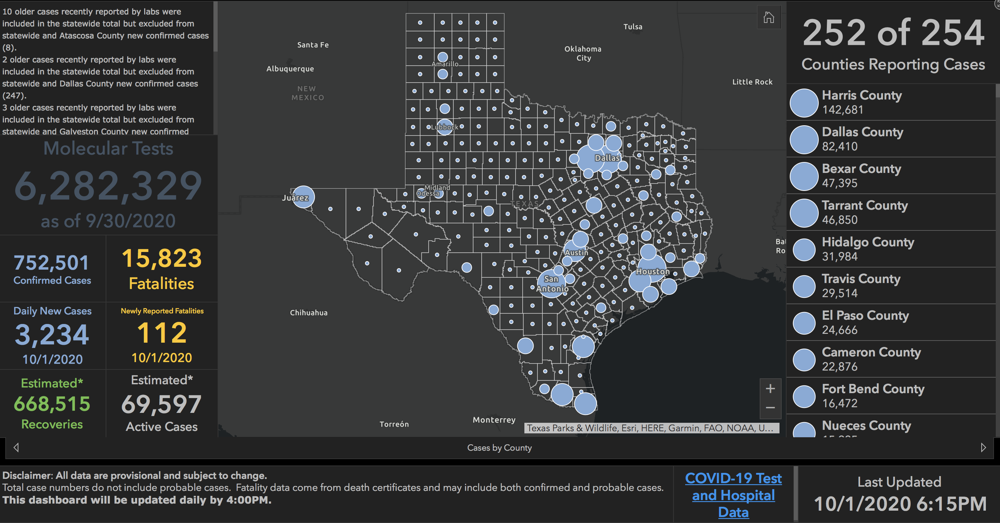 10 older cases recently reported by labs were
included in the statewide total but excluded from
statewide and Atascosa County new confirmed cases
(8).
2 older cases recently reported by labs were
included in the statewide total but excluded from
statewide and Dallas County new confirmed cases
(247).
3 older cases recently reported by labs were
included in the statewide total but excluded from
statewide and Galveston County new confirmed
Molecular Tests
6,282,329
as of 9/30/2020
752,501
Confirmed Cases
15,823
Fatalities
Daily New Cases
3,234
10/1/2020
Newly Reported Fatalities
112
10/1/2020
Estimated*
668,515
Recoveries
Estimated*
69,597
Active Cases
Tulsa
Santa Fe
Oklahoma
City
Amarillo
Albuquerque
Little Rock
NEW
MEXICO
Lubbock
Dallas
Midland
Odessa
Juárez
TEXAS
Ba
Ro
Austin
Houston
San
Antonio
Chihuahua
Monterrey
Torreón
+
−
Texas Parks & Wildlife, Esri, HERE, Garmin, FAO, NOAA, U...
252 of 254
Counties Reporting Cases
Harris County
142,681
Dallas County
82,410
Bexar County
47,395
Tarrant County
46,850
Hidalgo County
31,984
Travis County
29,514
El Paso County
24,666
Cameron County
22,876
Fort Bend County
16,472
Nueces County
Cases by County
Disclaimer: All data are provisional and subject to change.
Total case numbers do not include probable cases. Fatality data come from death certificates and may include both confirmed and probable cases.
This dashboard will be updated daily by 4:00PM.
COVID-19 Test
and Hospital
Data
Last Updated
10/1/2020 6:15PM